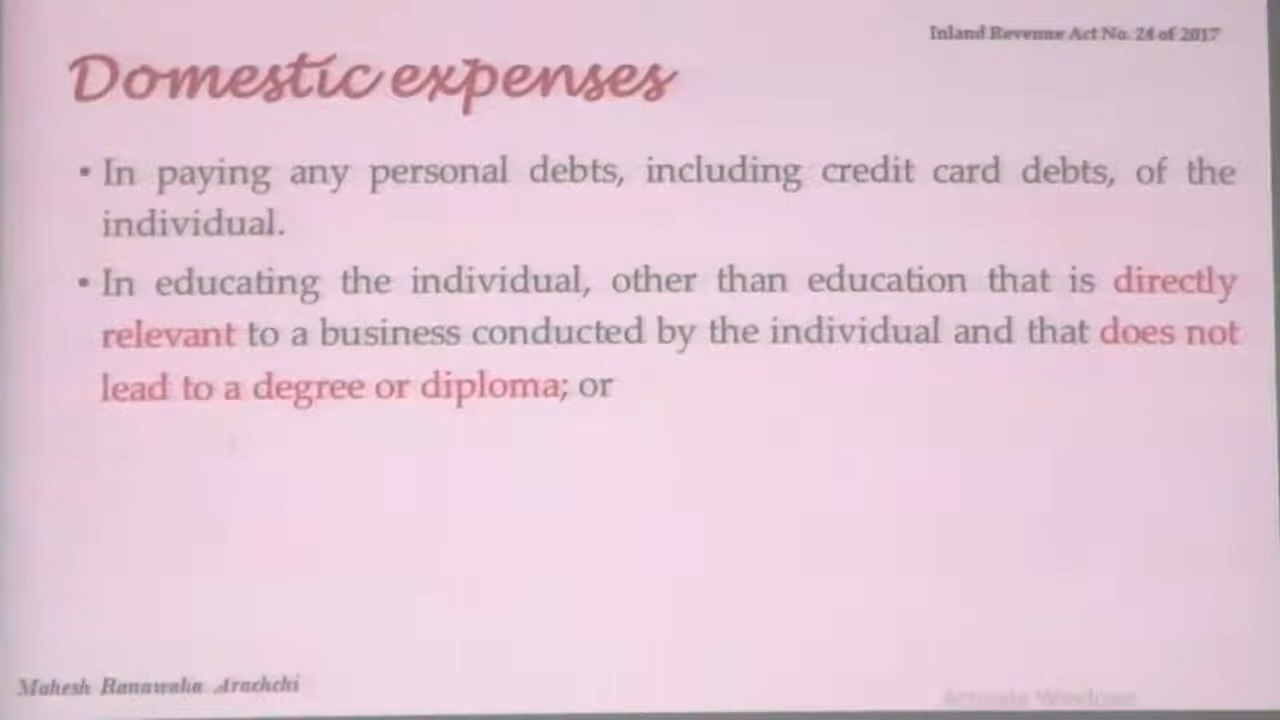 Inland Revenue Act No. 24 of 2017
Domestic expenses
• In paying any personal debts, including credit card debts, of the
individual.
• In educating the individual, other than education that is directly
relevant to a business conducted by the individual and that does not
lead to a degree or diploma; or
Mahesh Ranawaka Arachchi
Activate Windows